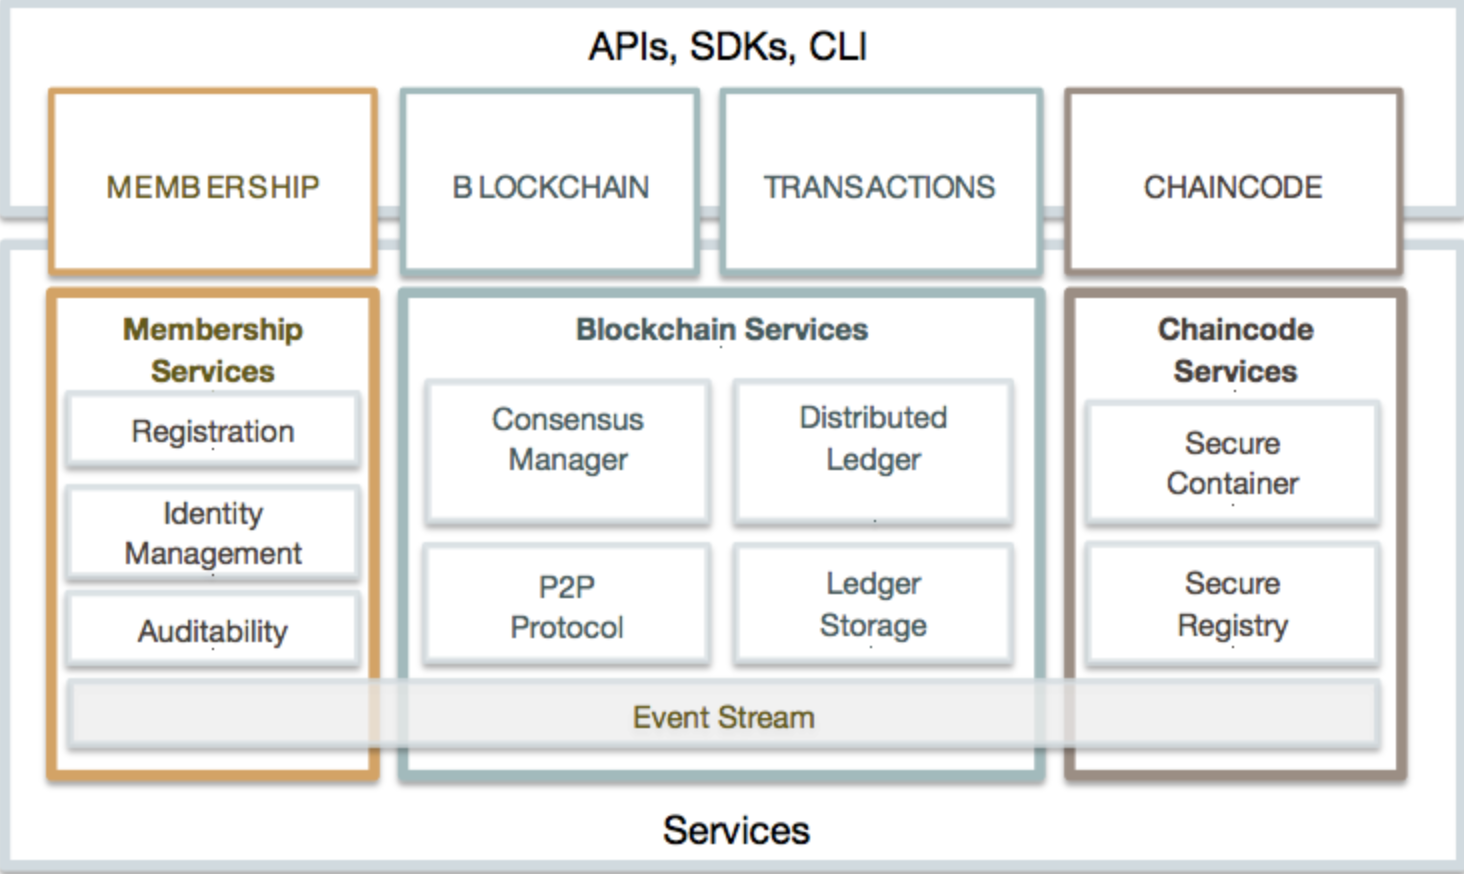 APIs, SDKs, CLI
MEMBERSHIP
BLOCKCHAIN
TRANSACTIONS
CHAINCODE
Membership
Services
Registration
Identity
Management
Auditability
Blockchain Services
Consensus
Manager
Distributed
Ledger
P2P
Protocol
Ledger
Storage
Chaincode
Services
Secure
Container
Secure
Registry
Event Stream
Services